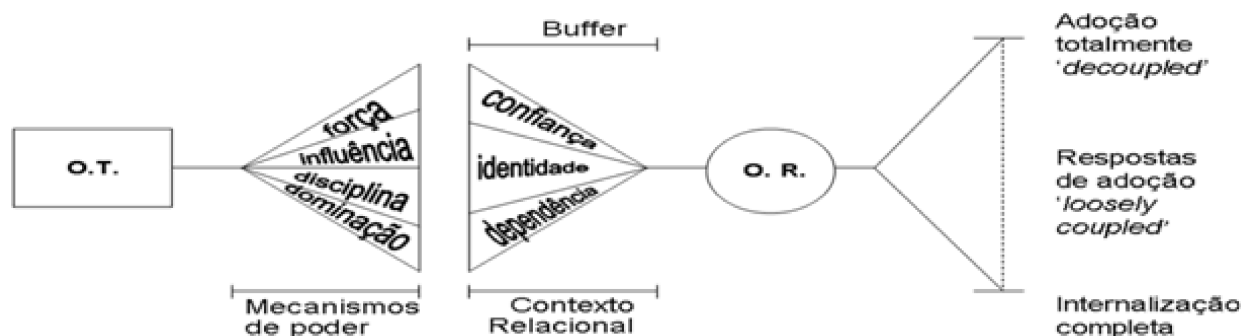 Buffer
O.T.
força
influência
disciplina
dominação
confiança
identidade
dependência
O. R.
Mecanismos
de poder
Contexto
Relacional
Adoção
totalmente
'decoupled'
Respostas
de adoção
'loosely
coupled'
Internalização
completa